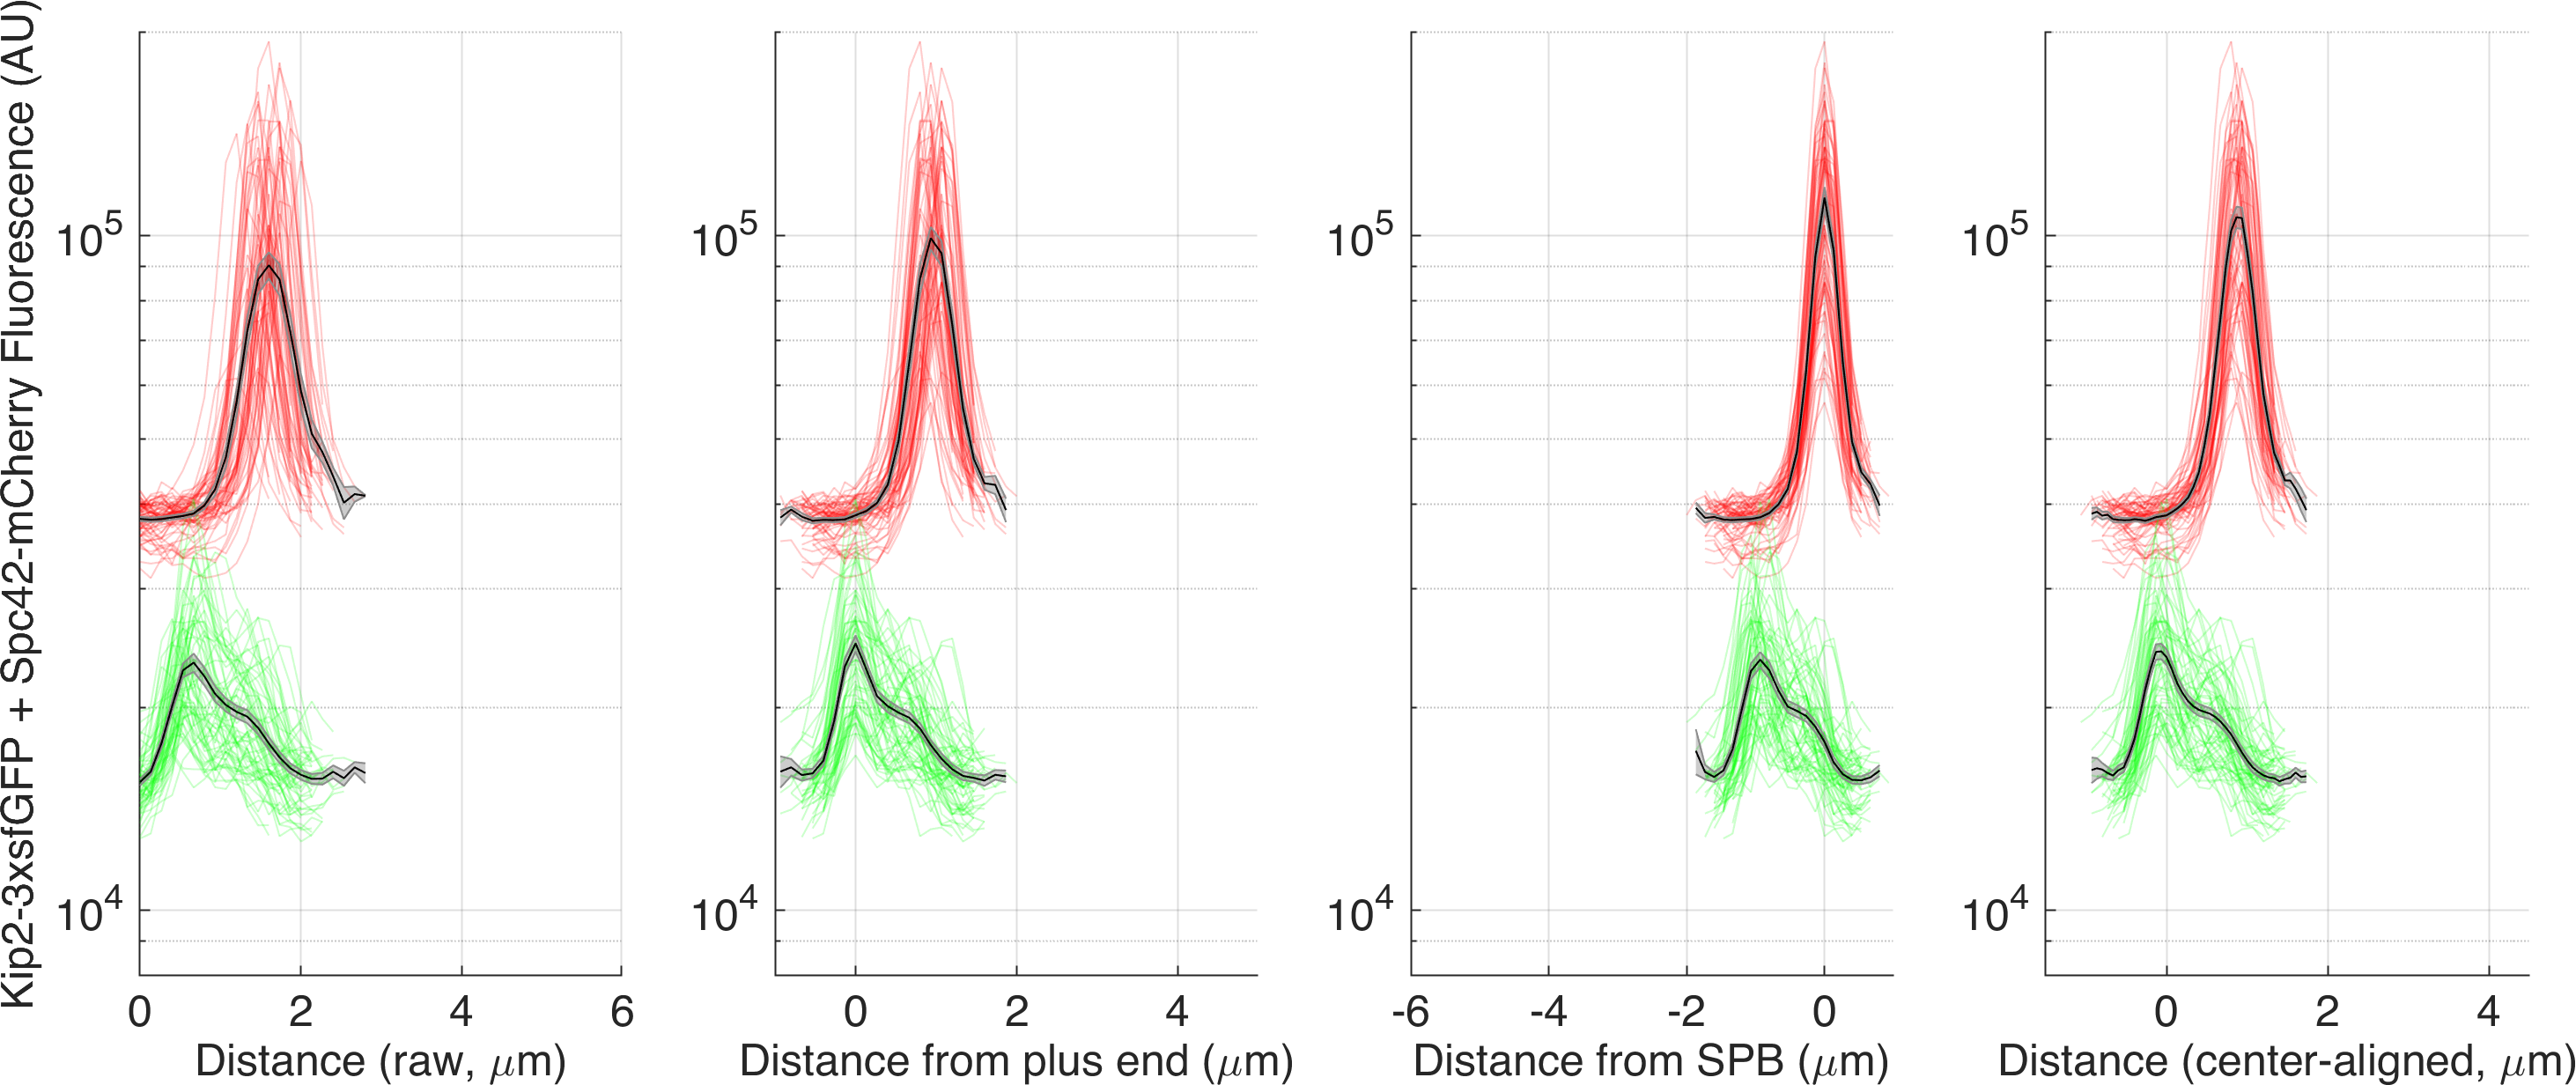 Kip2-3xsfGFP + Spc42-mCherry Fluorescence (AU)
10^5
10^4
0 2 4 6
Distance (raw, μm)
10^5
10^4
0 2 4
Distance from plus end (μm)
10^5
10^4
-6 -4 -2 0
Distance from SPB (μm)
10^5
10^4
0 2 4
Distance (center-aligned, μm)